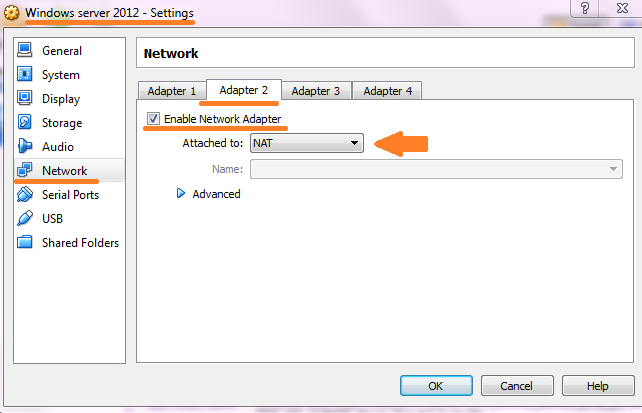 Windows server 2012 - Settings
?
General
System
Display
Storage
Audio
Network
Serial Ports
USB
Shared Folders
Network
Adapter 1 Adapter 2 Adapter 3 Adapter 4
Enable Network Adapter
Attached to: NAT
Name:
Advanced
OK Cancel Help